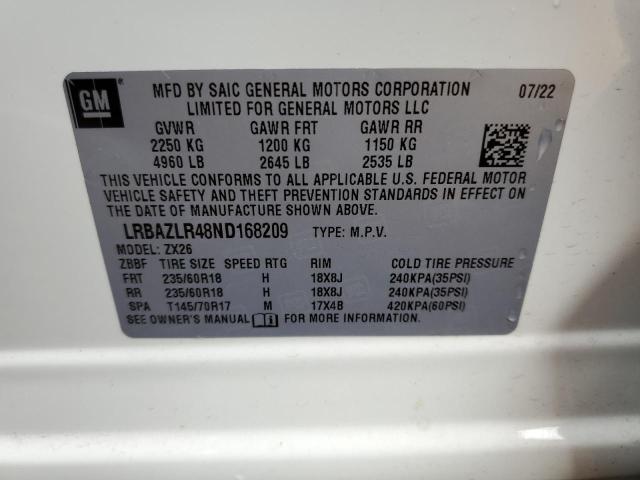 GM
MFD BY SAIC GENERAL MOTORS CORPORATION 07/22
LIMITED FOR GENERAL MOTORS LLC
GVWR GAWR FRT GAWR RR
2250 KG 1200 KG 1150 KG
4960 LB 2645 LB 2535 LB
THIS VEHICLE CONFORMS TO ALL APPLICABLE U.S. FEDERAL MOTOR
VEHICLE SAFETY AND THEFT PREVENTION STANDARDS IN EFFECT ON
THE DATE OF MANUFACTURE SHOWN ABOVE.
LRBAZLR48ND168209 TYPE: M.P.V.
MODEL: ZX26
ZBBF TIRE SIZE SPEED RTG RIM COLD TIRE PRESSURE
FRT 235/60R18 H 18X8J 240KPA(35PSI)
RR 235/60R18 H 18X8J 240KPA(35PSI)
SPA T145/70R17 M 17X4B 420KPA(60PSI)
SEE OWNER'S MANUAL FOR MORE INFORMATION